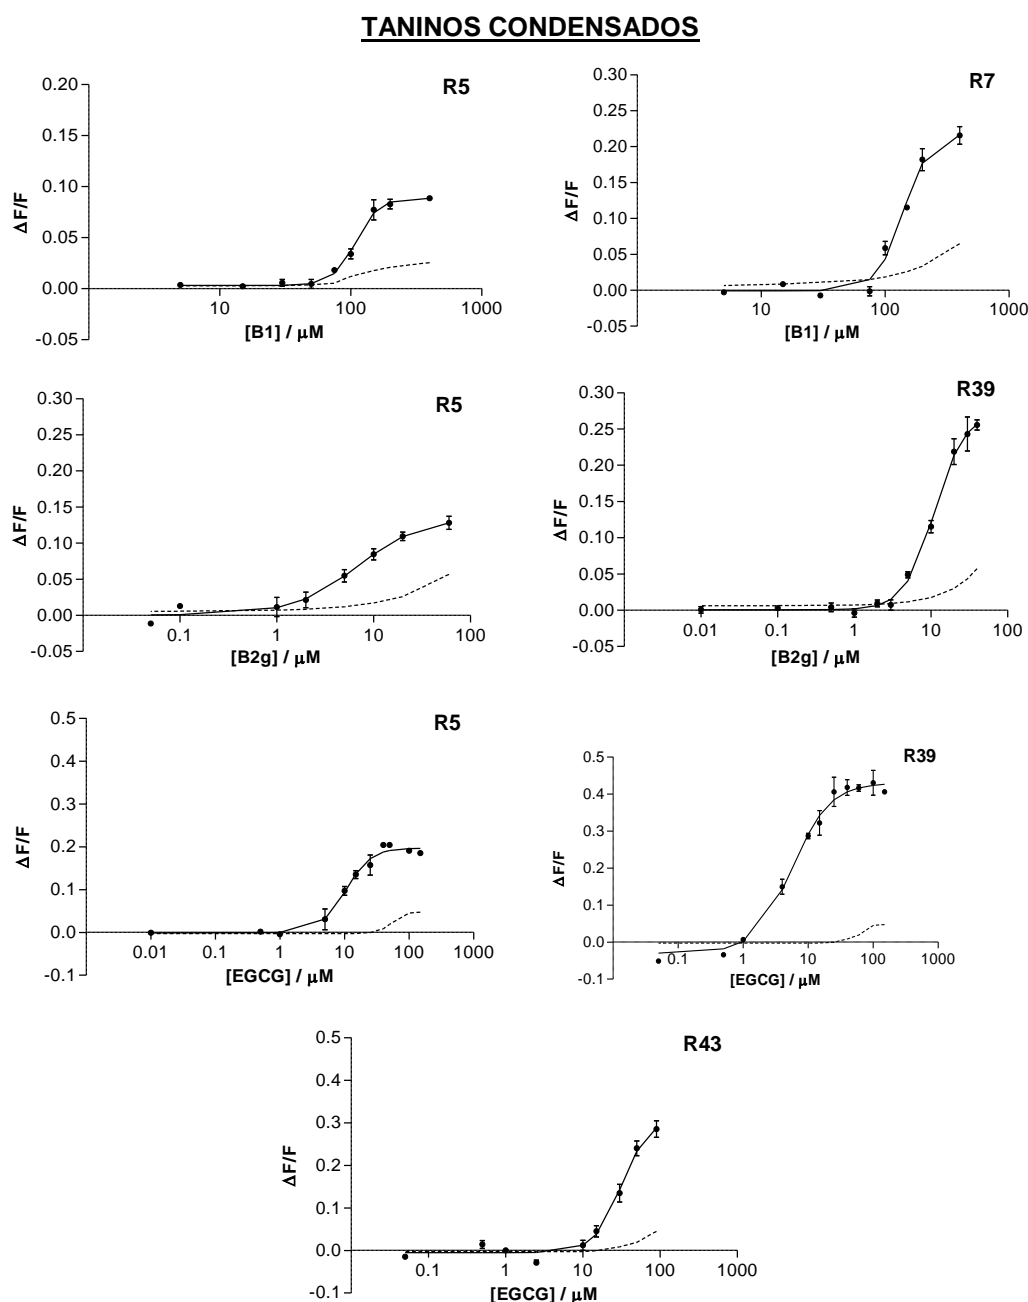 TANINOS CONDENSADOS
R5
0.20
0.15
0.10
0.05
0.00
-0.05
ΔF/F
10 100 1000
[B1] / μM
R7
0.30
0.25
0.20
0.15
0.10
0.05
0.00
-0.05
ΔF/F
10 100 1000
[B1] / μM
R5
0.30
0.25
0.20
0.15
0.10
0.05
0.00
-0.05
ΔF/F
0.1 1 10 100
[B2g] / μM
R39
0.30
0.25
0.20
0.15
0.10
0.05
0.00
-0.05
ΔF/F
0.01 0.1 1 10 100
[B2g] / μM
R5
0.5
0.4
0.3
0.2
0.1
0.0
-0.1
ΔF/F
0.01 0.1 1 10 100 1000
[EGCG] / μM
R39
0.5
0.4
0.3
0.2
0.1
0.0
-0.1
ΔF/F
0.1 1 10 100 1000
[EGCG] / μM
R43
0.5
0.4
0.3
0.2
0.1
0.0
-0.1
ΔF/F
0.1 1 10 100 1000
[EGCG] / μM